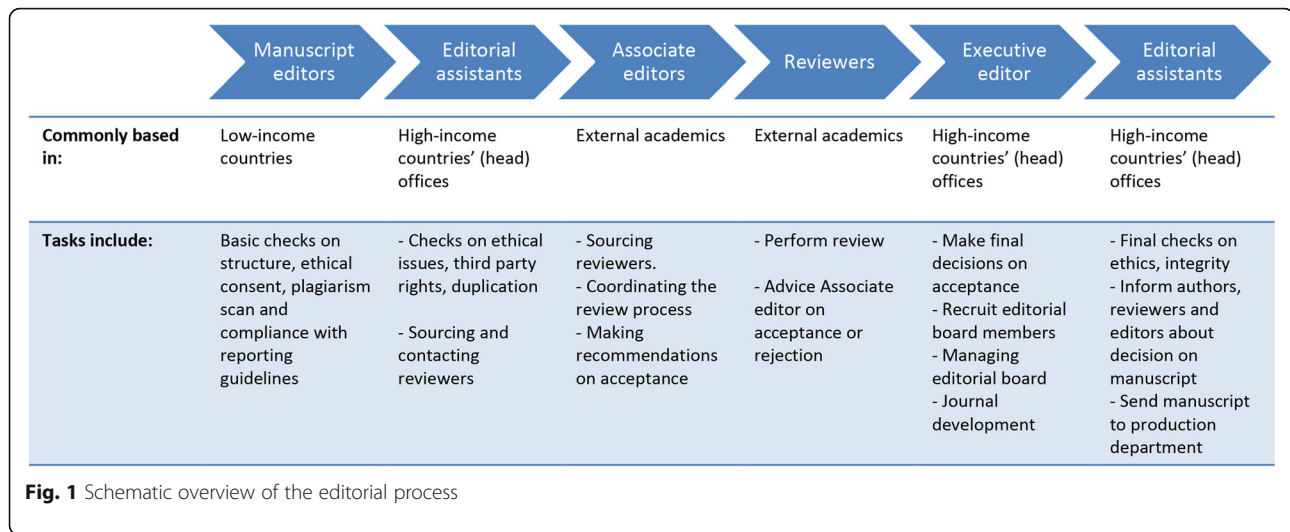 Manuscript
editors
Editorial
assistants
Associate
editors
Reviewers
Executive
editor
Editorial
assistants
Commonly based
in:
Low-income
countries
High-income
countries' (head)
offices
External academics
External academics
High-income
countries' (head)
offices
High-income
countries' (head)
offices
Tasks include:
Basic checks on
structure, ethical
consent, plagiarism
scan and
compliance with
reporting
guidelines
- Checks on ethical
issues, third party
rights, duplication
- Sourcing and
contacting
reviewers
- Sourcing
reviewers.
- Coordinating the
review process
- Making
recommendations
on acceptance
- Perform review
- Advice Associate
editor on
acceptance or
rejection
- Make final
decisions on
acceptance
- Recruit editorial
board members
- Managing
editorial board
- Journal
development
- Final checks on
ethics, integrity
- Inform authors,
reviewers and
editors about
decision on
manuscript
- Send manuscript
to production
department
Fig. 1 Schematic overview of the editorial process